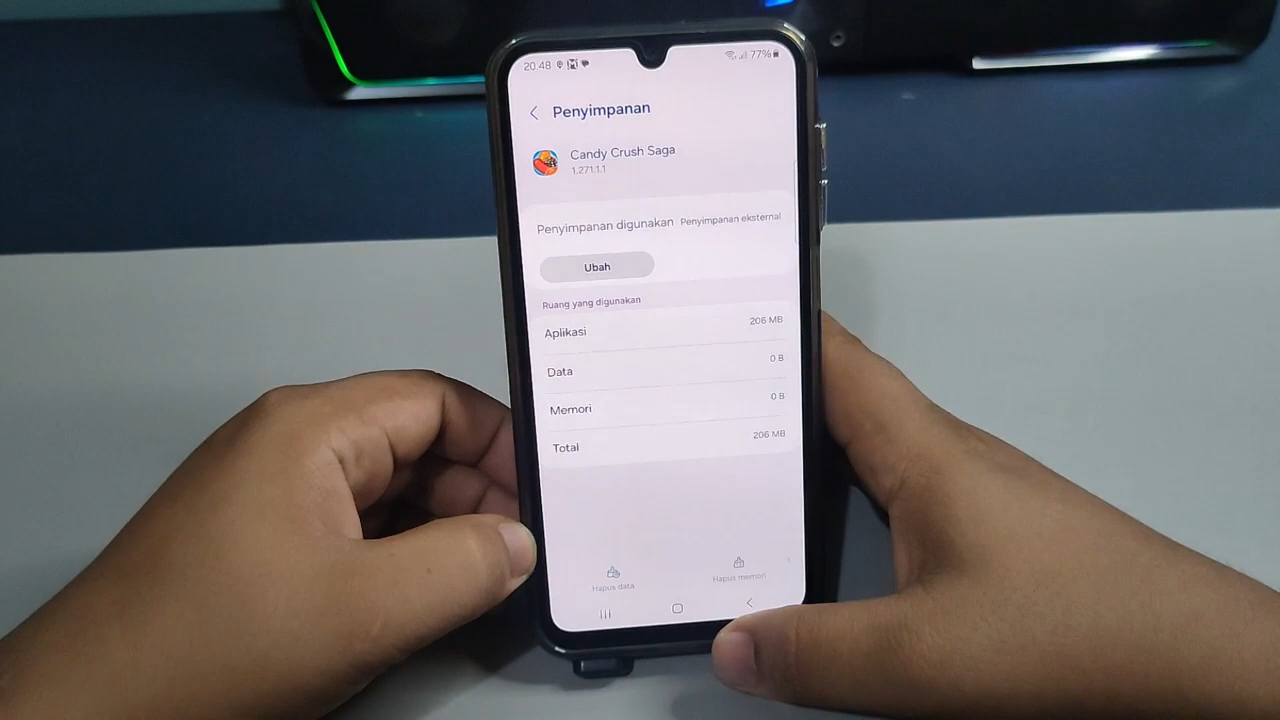 20.48 77%
Penyimpanan
Candy Crush Saga
1.271.1.1
Penyimpanan digunakan Penyimpanan eksternal
Ubah
Ruang yang digunakan
Aplikasi 206 MB
Data 0 B
Memori 0 B
Total 206 MB
Hapus data Hapus memori